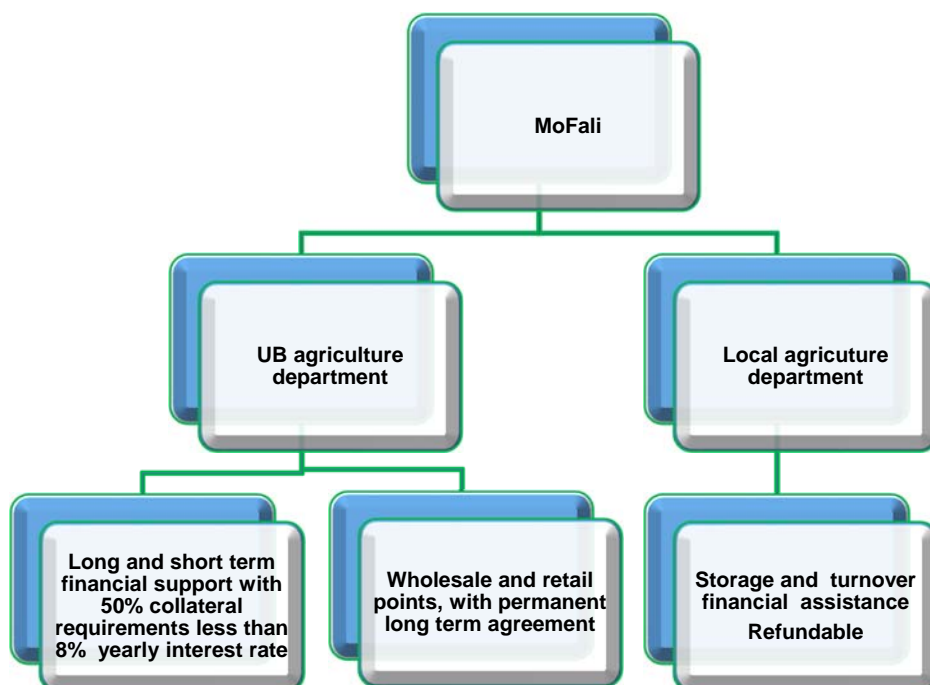 MoFali
UB agriculture
department
Local agricuture
department
Long and short term
financial support with
50% collateral
requirements less than
8% yearly interest rate
Wholesale and retail
points, with permanent
long term agreement
Storage and turnover
financial assistance
Refundable